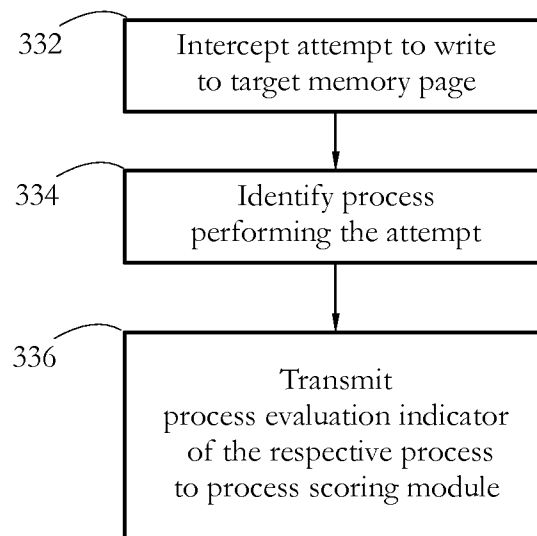 332
Intercept attempt to write
to target memory page
334
Identify process
performing the attempt
336
Transmit
process evaluation indicator
of the respective process
to process scoring module